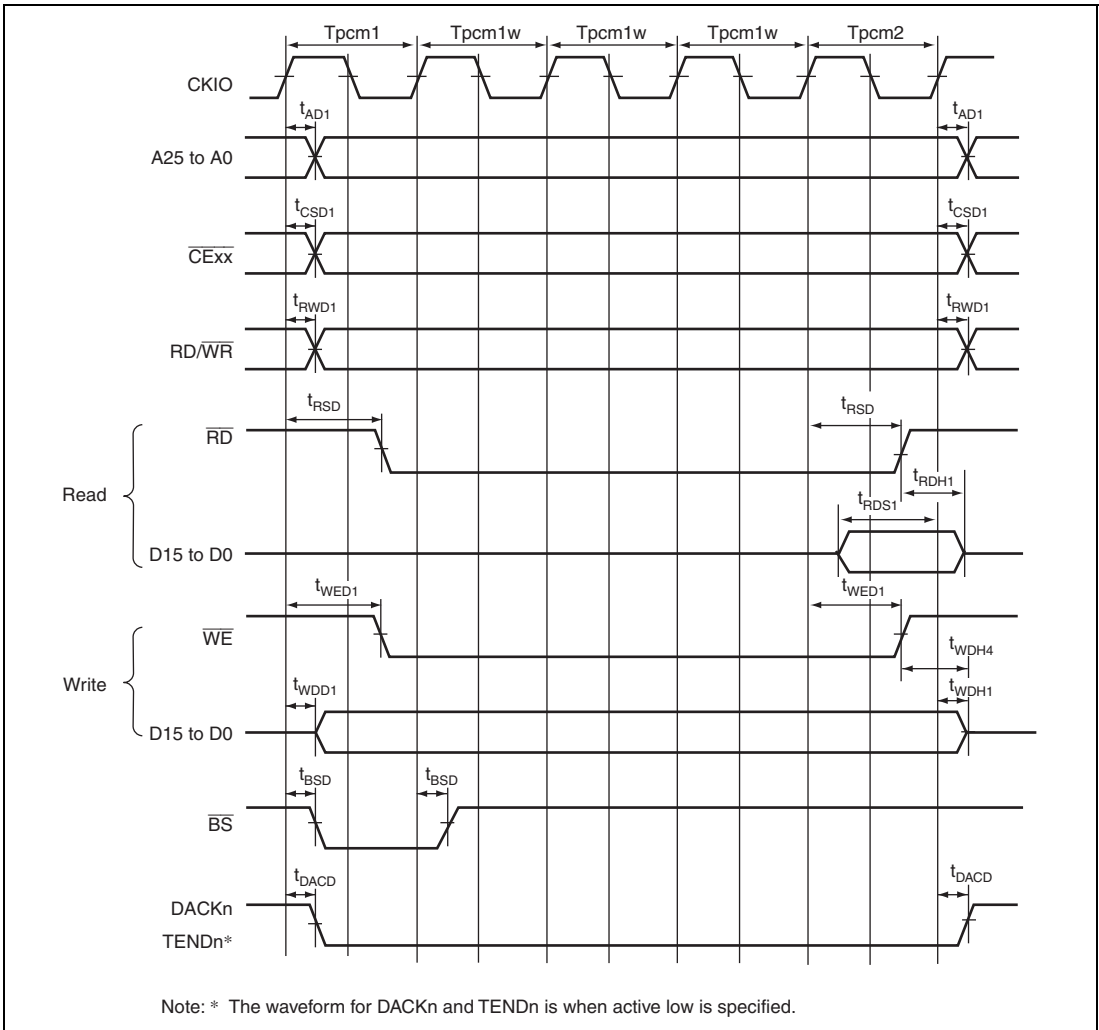 Tpcm1 Tpcm1w Tpcm1w Tpcm1w Tpcm2
CKIO
tAD1 tAD1
A25 to A0
tCSD1 tCSD1
CExx
tRWD1 tRWD1
RD/WR
tRSD tRSD
RD
tRDH1
Read
tRDS1
D15 to D0
tWED1 tWED1
WE
tWDH4
Write
tWDD1 tWDH1
D15 to D0
tBSD tBSD
BS
tDACD tDACD
DACKn
TENDn*
Note: * The waveform for DACKn and TENDn is when active low is specified.